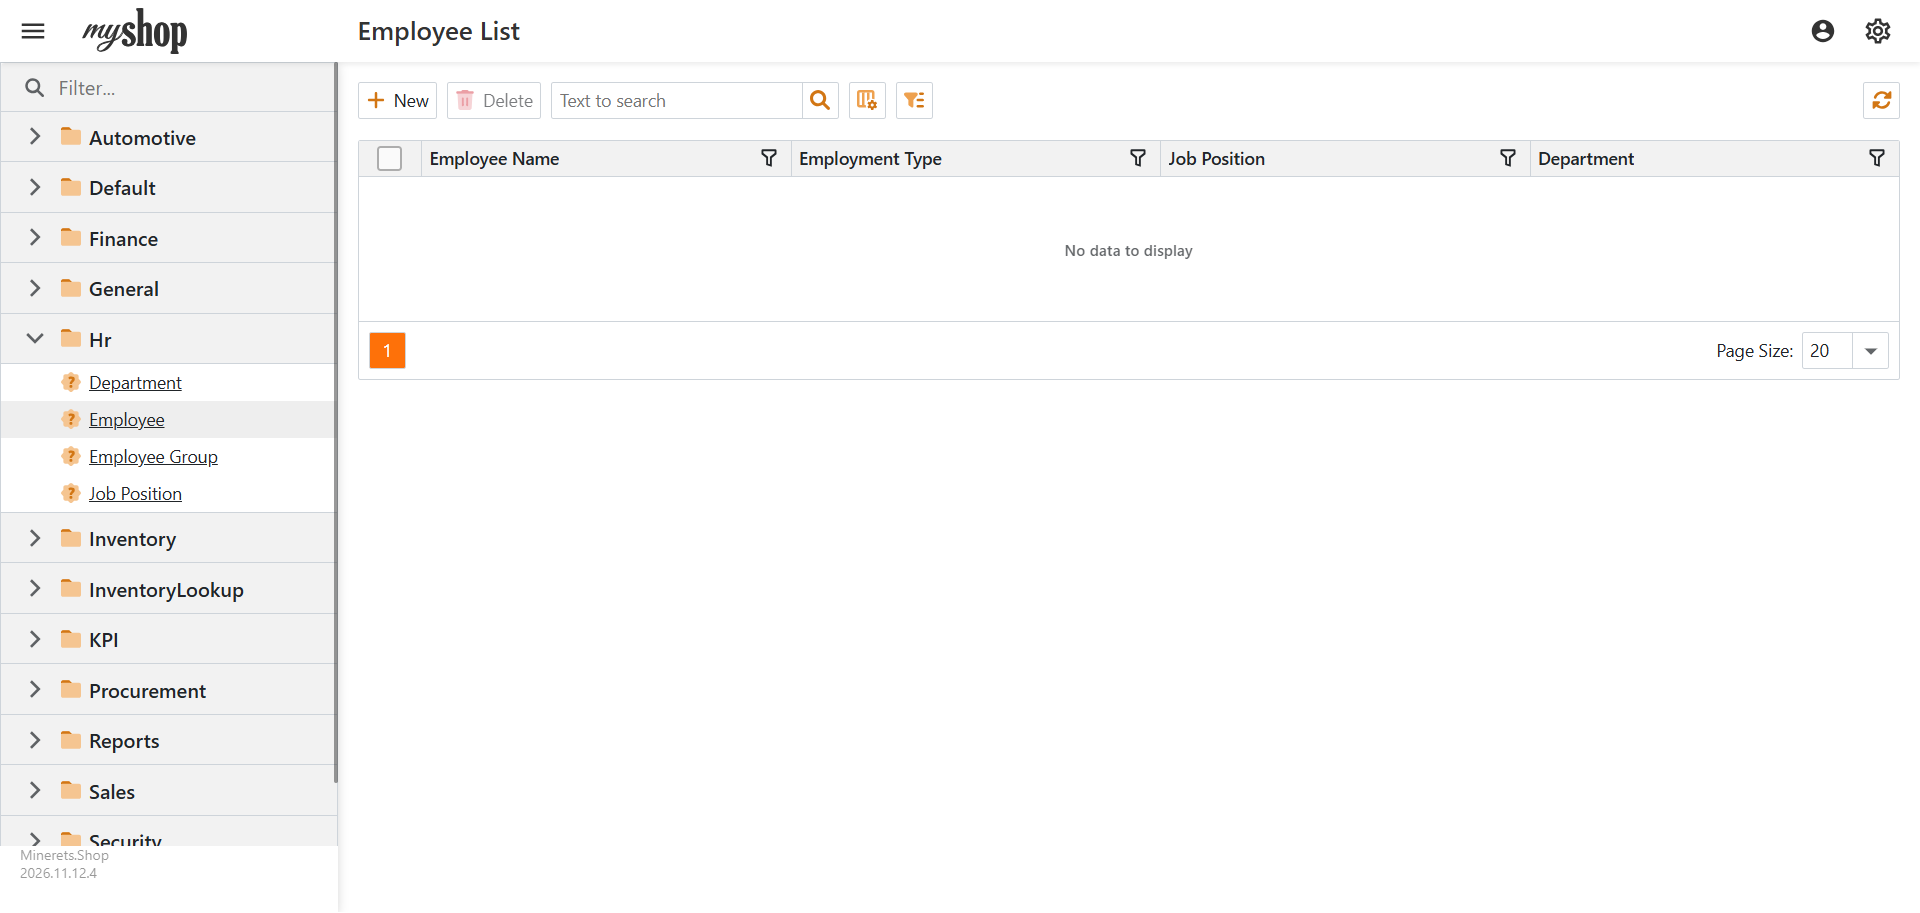 myshop
Employee List
Filter...
New
Delete
Text to search
Automotive
Default
Finance
General
Hr
Department
Employee
Employee Group
Job Position
Inventory
InventoryLookup
KPI
Procurement
Reports
Sales
Security
Minerets.Shop
2026.11.12.4
Employee Name
Employment Type
Job Position
Department
No data to display
1
Page Size: 20